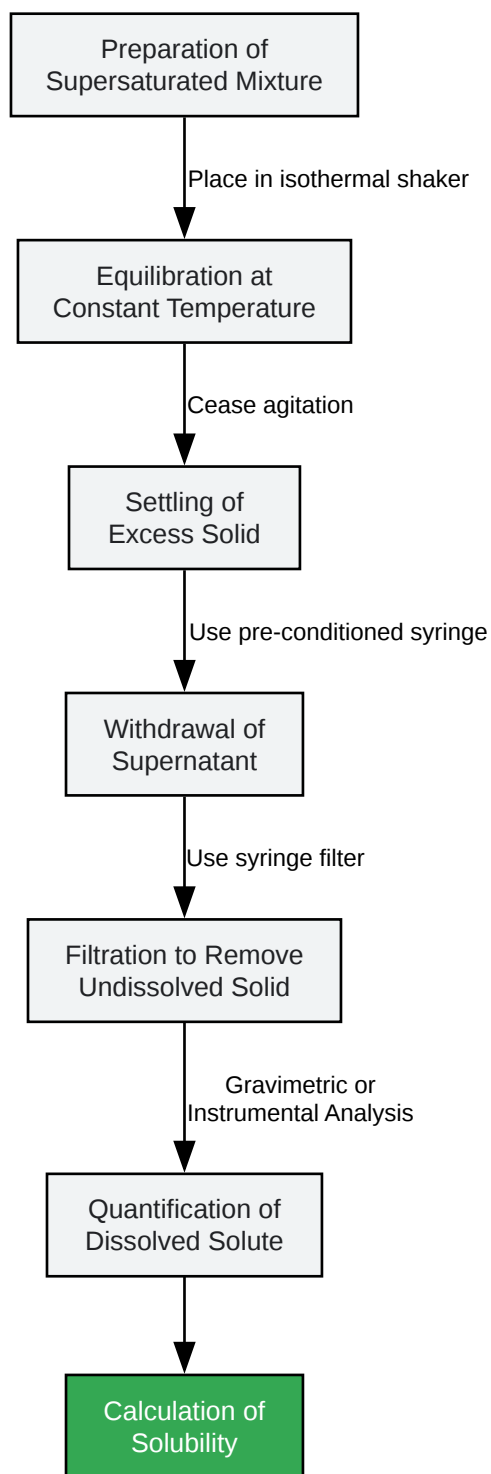 Preparation of
Supersaturated Mixture
Place in isothermal shaker
Equilibration at
Constant Temperature
Cease agitation
Settling of
Excess Solid
Use pre-conditioned syringe
Withdrawal of
Supernatant
Use syringe filter
Filtration to Remove
Undissolved Solid
Gravimetric or
Instrumental Analysis
Quantification of
Dissolved Solute
Calculation of
Solubility